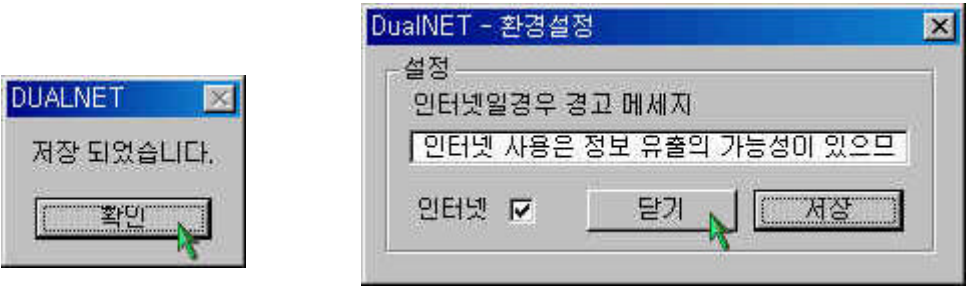 DUALNET
저장 되었습니다.
확인
DualNET - 환경설정
설정
인터넷일경우 경고 메세지
인터넷 사용은 정보 유출의 가능성이 있으므
인터넷
닫기
저장